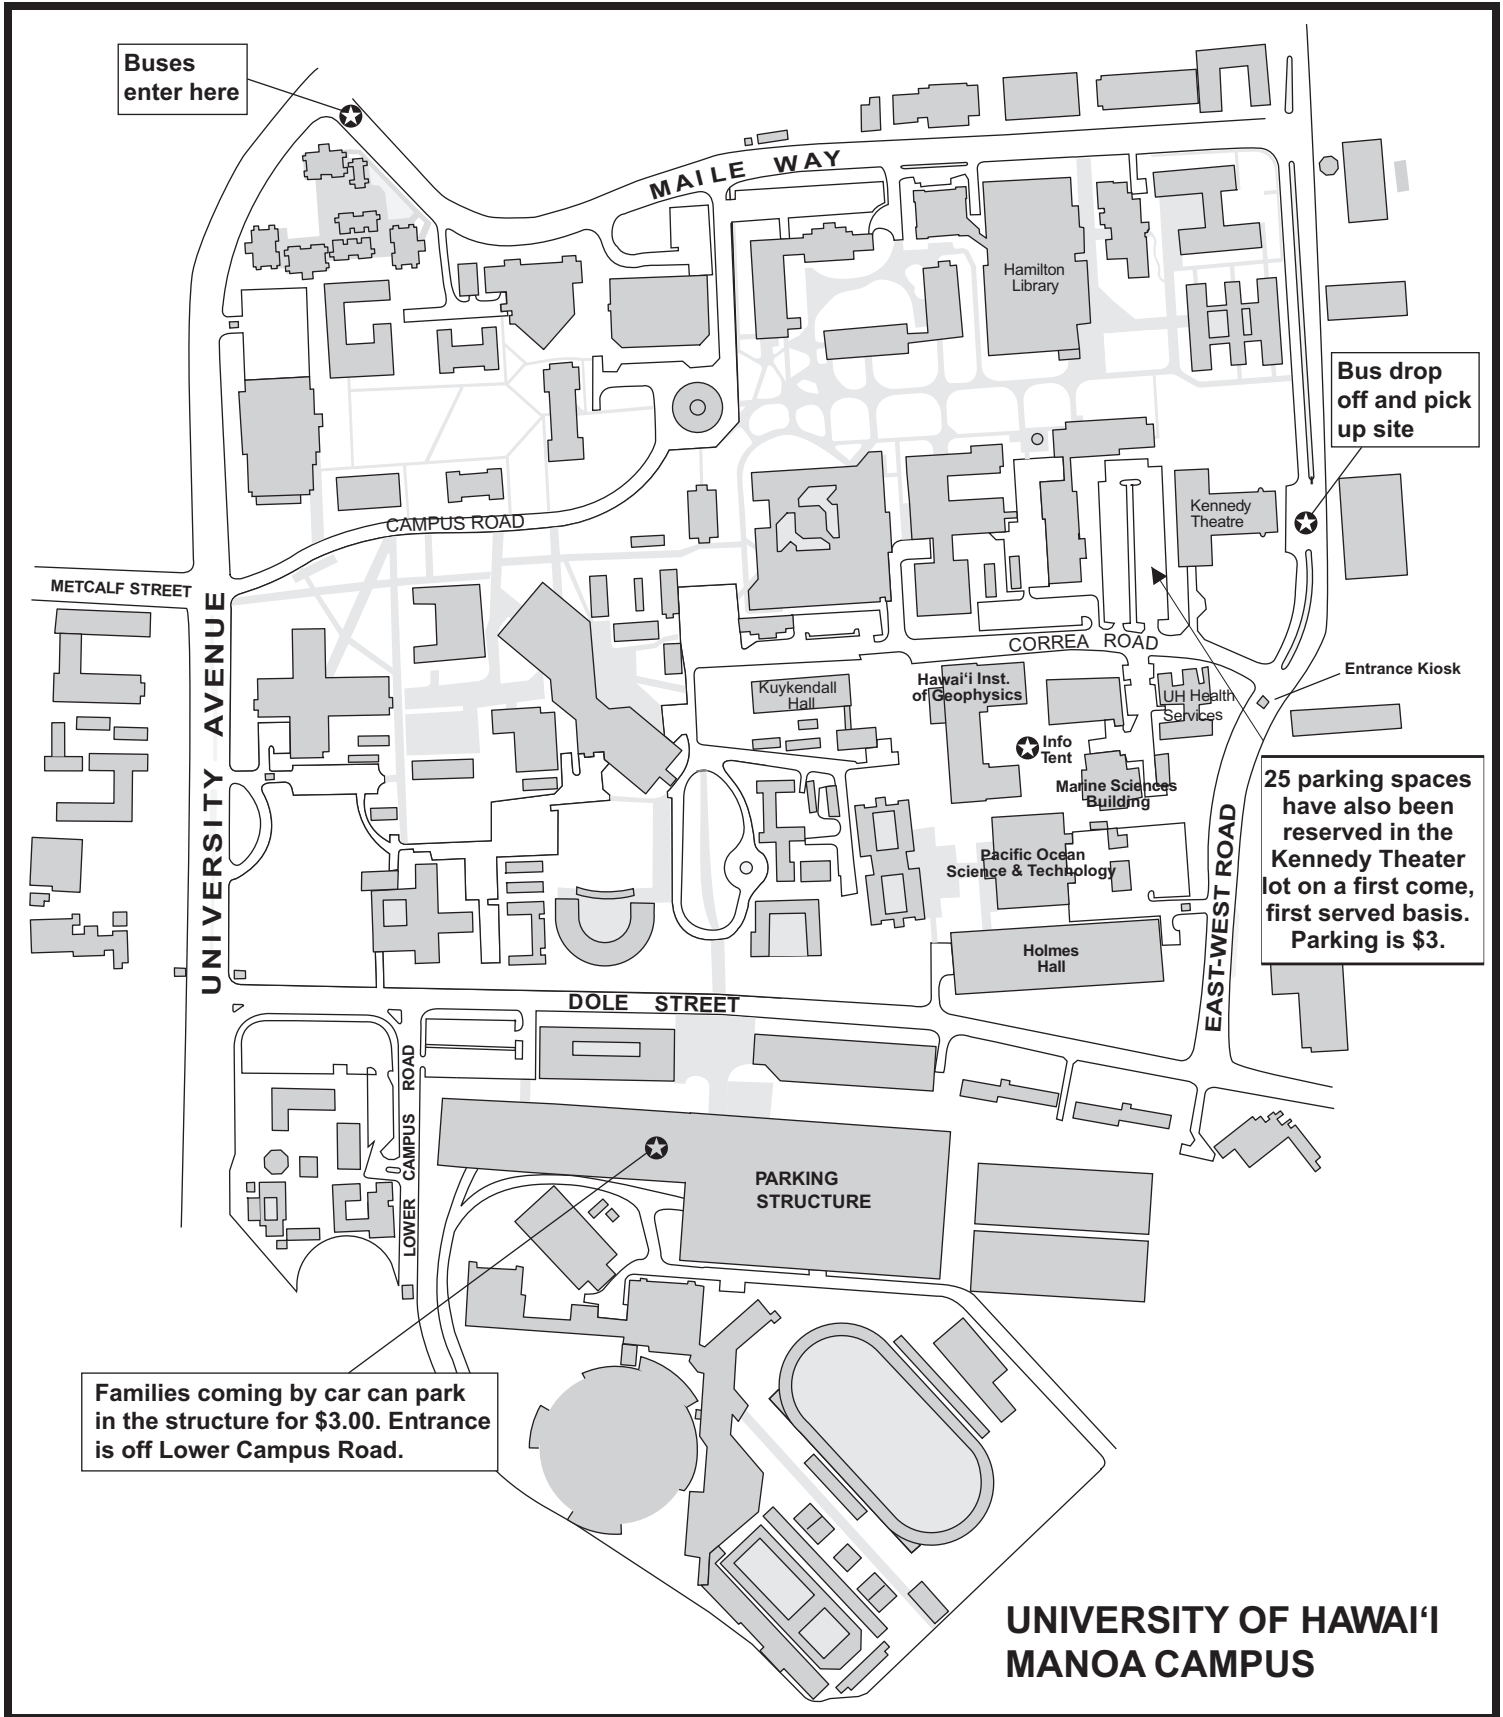 Buses
enter here
MAILE WAY
Hamilton
Library
Bus drop
off and pick
up site
Kennedy
Theatre
CAMPUS ROAD
METCALF STREET
UNIVERSITY AVENUE
CORREA ROAD
Entrance Kiosk
Kuykendall
Hall
Hawai‘i Inst.
of Geophysics
UH Health
Services
Info
Tent
Marine Sciences
Building
25 parking spaces
have also been
reserved in the
Kennedy Theater
lot on a first come,
first served basis.
Parking is $3.
Pacific Ocean
Science & Technology
EAST-WEST ROAD
Holmes
Hall
DOLE STREET
LOWER CAMPUS ROAD
PARKING
STRUCTURE
Families coming by car can park
in the structure for $3.00. Entrance
is off Lower Campus Road.
UNIVERSITY OF HAWAI‘I
MANOA CAMPUS